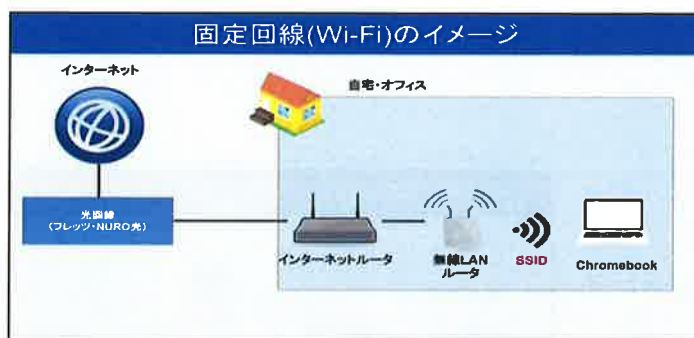 固定回線(Wi-Fi)のイメージ
インターネット
自宅・オフィス
光回線
(フレッツ・NURO光)
インターネットルータ
無線LAN
ルータ
SSID
Chromebook